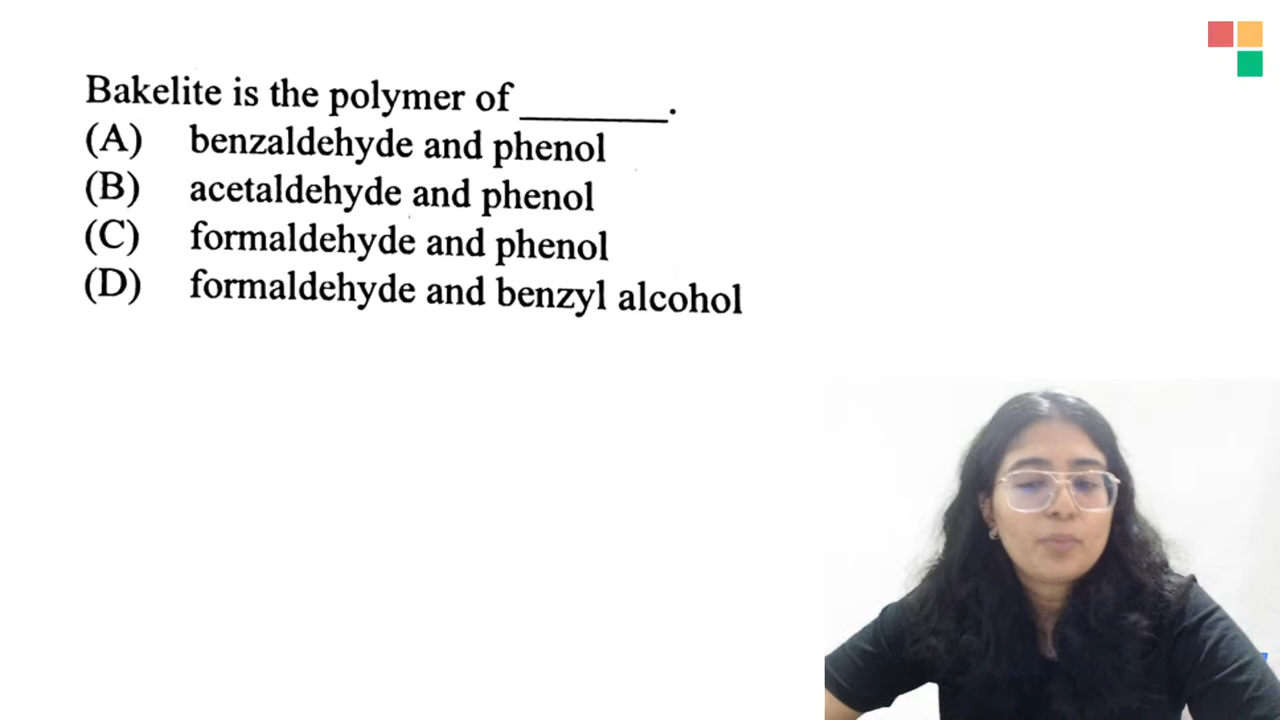 Bakelite is the polymer of ________.
(A) benzaldehyde and phenol
(B) acetaldehyde and phenol
(C) formaldehyde and phenol
(D) formaldehyde and benzyl alcohol